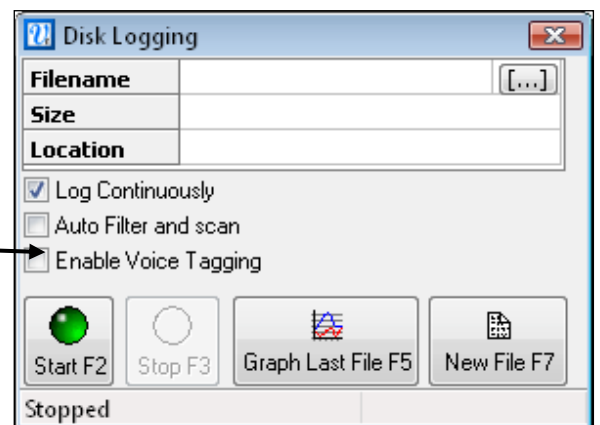 Disk Logging
Filename [...]
Size
Location
Log Continuously
Auto Filter and scan
Enable Voice Tagging
Start F2 Stop F3 Graph Last File F5 New File F7
Stopped